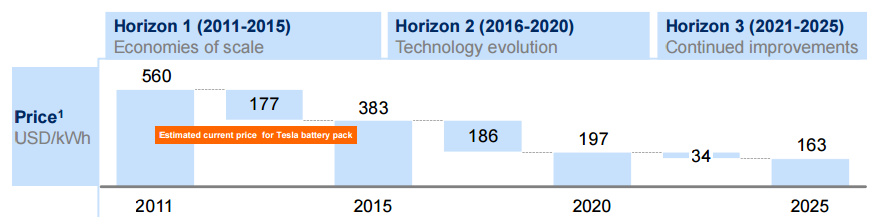 Horizon 1 (2011-2015)
Economies of scale
Horizon 2 (2016-2020)
Technology evolution
Horizon 3 (2021-2025)
Continued improvements
Price¹
USD/kWh
560
177
383
186
197
34
163
Estimated current price for Tesla battery pack
2011
2015
2020
2025